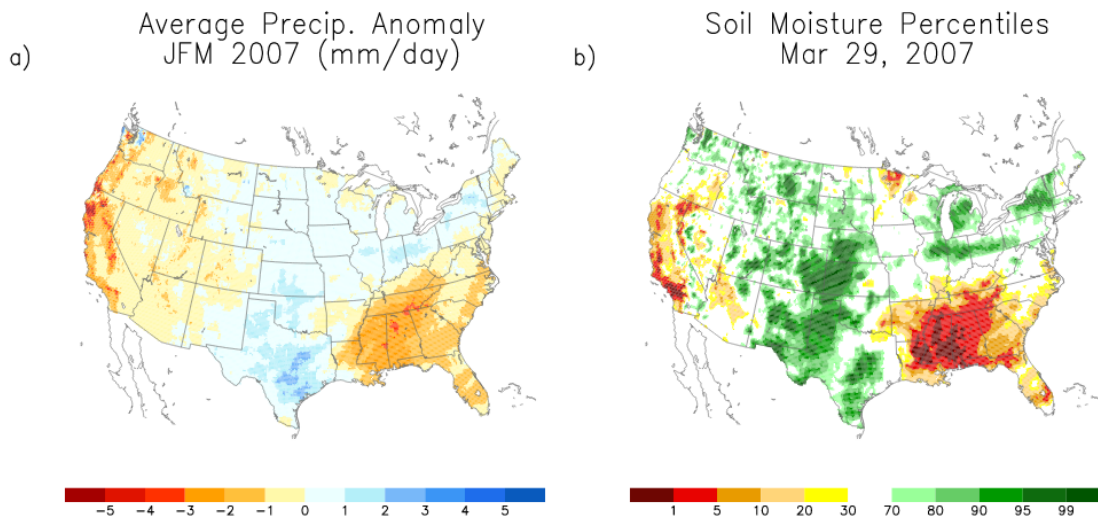 a)
Average Precip. Anomaly
JFM 2007 (mm/day)
b)
Soil Moisture Percentiles
Mar 29, 2007
−5 −4 −3 −2 −1 0 1 2 3 4 5
1 5 10 20 30 70 80 90 95 99